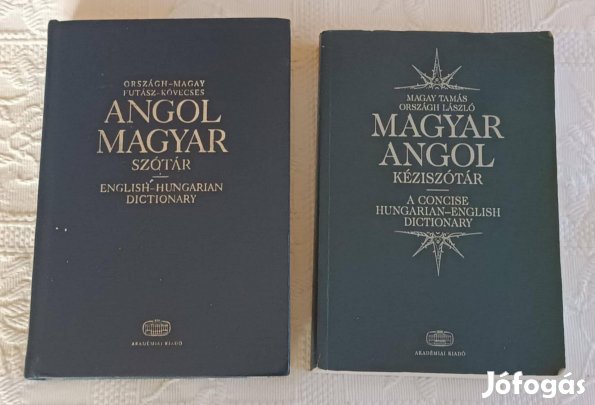 ORSZÁGH–MAGAY
FUTÁSZ–KÖVECSES
ANGOL
MAGYAR
SZÓTÁR
ENGLISH–HUNGARIAN
DICTIONARY
AKADÉMIAI KIADÓ
MAGAY TAMÁS
ORSZÁGH LÁSZLÓ
MAGYAR
ANGOL
KÉZISZÓTÁR
A CONCISE
HUNGARIAN–ENGLISH
DICTIONARY
AKADÉMIAI KIADÓ
Jófogás